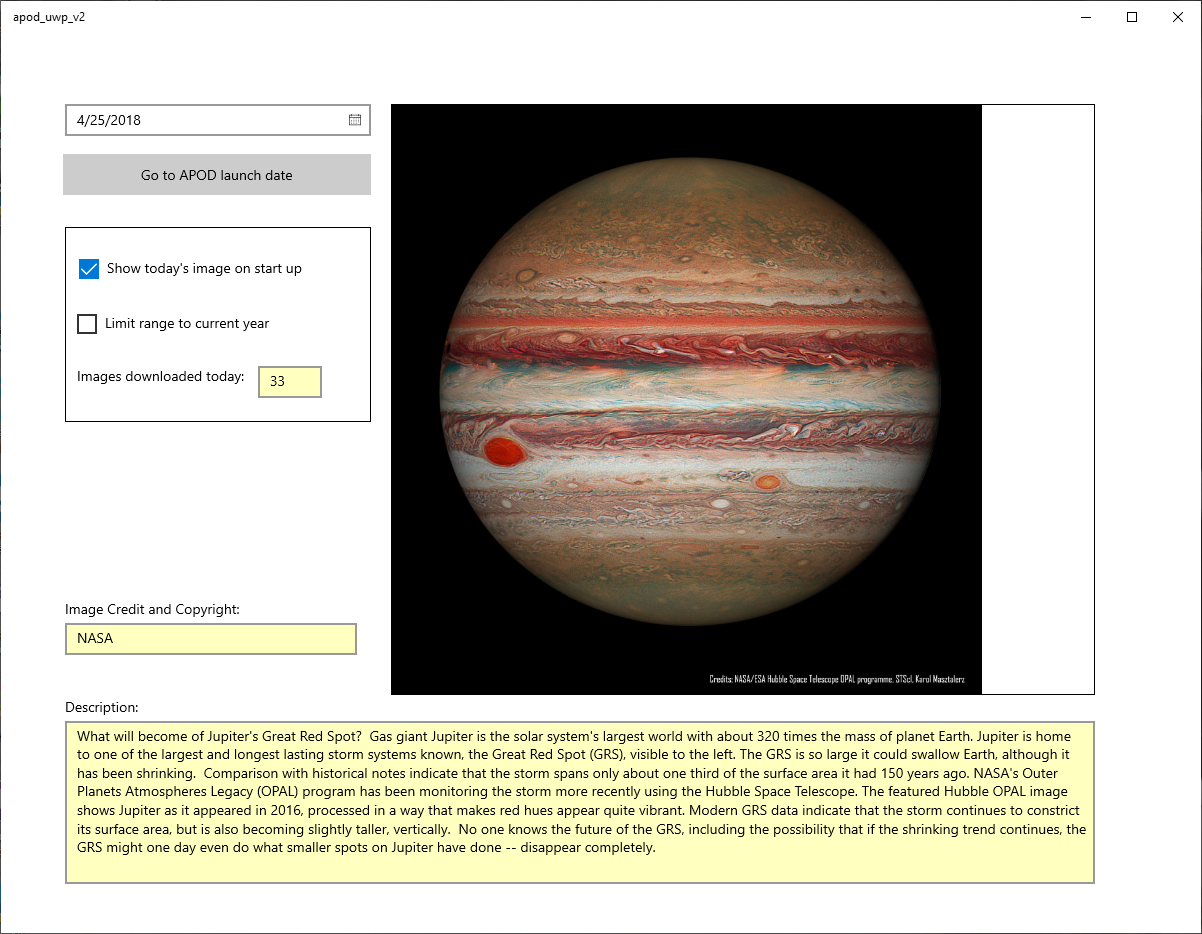 apod_uwp_v2
4/25/2018
Go to APOD launch date
Show today's image on start up
Limit range to current year
Images downloaded today:
33
Image Credit and Copyright:
NASA
Credits: NASA/ESA Hubble Space Telescope OPAL programme, STScI, Karol Masztalerz
Description:
What will become of Jupiter's Great Red Spot?  Gas giant Jupiter is the solar system's largest world with about 320 times the mass of planet Earth. Jupiter is home
to one of the largest and longest lasting storm systems known, the Great Red Spot (GRS), visible to the left. The GRS is so large it could swallow Earth, although it
has been shrinking.  Comparison with historical notes indicate that the storm spans only about one third of the surface area it had 150 years ago. NASA's Outer
Planets Atmospheres Legacy (OPAL) program has been monitoring the storm more recently using the Hubble Space Telescope. The featured Hubble OPAL image
shows Jupiter as it appeared in 2016, processed in a way that makes red hues appear quite vibrant. Modern GRS data indicate that the storm continues to constrict
its surface area, but is also becoming slightly taller, vertically.  No one knows the future of the GRS, including the possibility that if the shrinking trend continues, the
GRS might one day even do what smaller spots on Jupiter have done -- disappear completely.